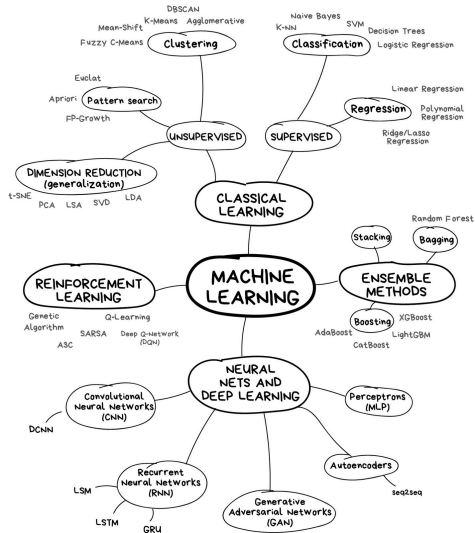 DBSCAN
K-Means
Agglomerative
Mean-Shift
Fuzzy C-Means
Clustering
Naive Bayes
K-NN
SVM
Decision Trees
Classification
Logistic Regression
Euclat
Apriori
Pattern search
FP-Growth
Linear Regression
Regression
Polynomial
Regression
Ridge/Lasso
Regression
UNSUPERVISED
SUPERVISED
DIMENSION REDUCTION
(generalization)
t-SNE
PCA
LSA
SVD
LDA
CLASSICAL
LEARNING
Random Forest
Stacking
Bagging
MACHINE
LEARNING
REINFORCEMENT
LEARNING
ENSEMBLE
METHODS
Genetic
Algorithm
Q-Learning
SARSA
Deep Q-Network
(DQN)
ASC
Boosting
XGBoost
AdaBoost
LightGBM
CatBoost
NEURAL
NETS AND
DEEP LEARNING
Convolutional
Neural Networks
(CNN)
DCNN
Perceptrons
(MLP)
Recurrent
Neural Networks
(RNN)
LSM
LSTM
GRU
Autoencoders
seq2seq
Generative
Adversarial Networks
(GAN)